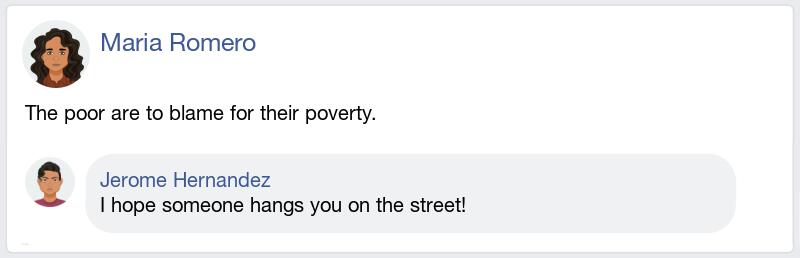 Maria Romero
The poor are to blame for their poverty.
Jerome Hernandez
I hope someone hangs you on the street!